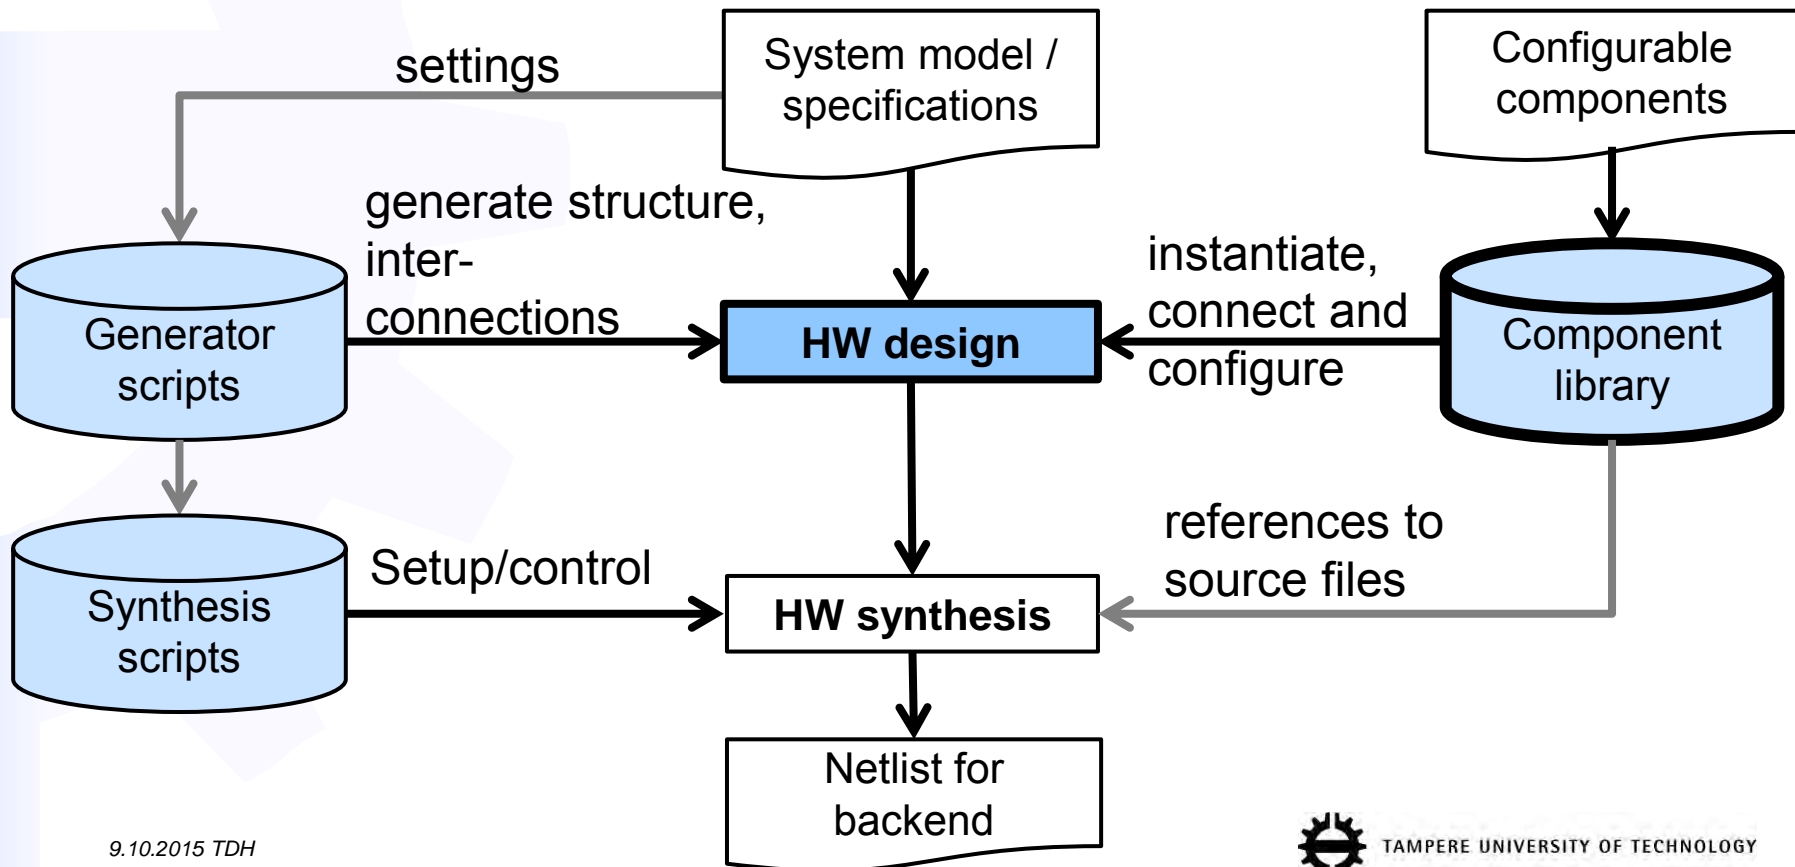 settings
System model /
specifications
Configurable
components
generate structure,
inter-
connections
instantiate,
connect and
configure
Generator
scripts
HW design
Component
library
references to
source files
Setup/control
Synthesis
scripts
HW synthesis
Netlist for
backend
9.10.2015 TDH
TAMPERE UNIVERSITY OF TECHNOLOGY